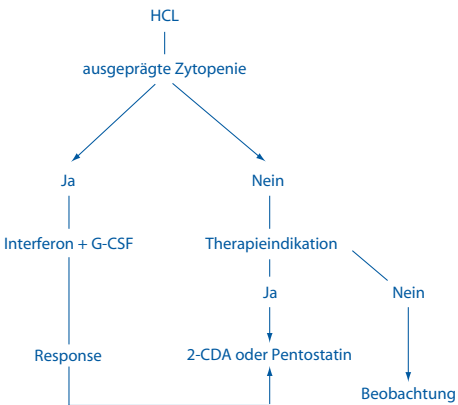 HCL
ausgeprägte Zytopenie
Ja
Nein
Interferon + G-CSF
Therapieindikation
Ja
Nein
Response
2-CDA oder Pentostatin
Beobachtung